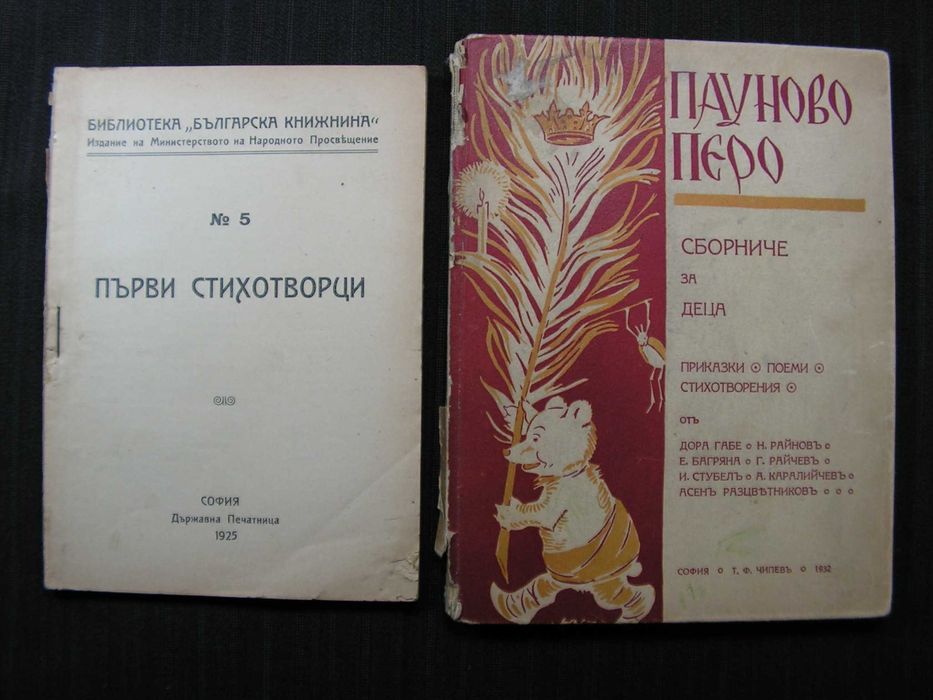 БИБЛИОТЕКА „БЪЛГАРСКА КНИЖНИНА“
Издание на Министерството на Народното Просвѣщение
№ 5
ПЪРВИ СТИХОТВОРЦИ
СОФИЯ
Държавна Печатница
1925
ПАУНОВО
ПЕРО
СБОРНИЧЕ
ЗА
ДЕЦА
ПРИКАЗКИ ⊙ ПОЕМИ ⊙
СТИХОТВОРЕНИЯ ⊙
отъ
ДОРА ГАБЕ о Н. РАЙНОВЪ о
Е. БАГРЯНА о Г. РАЙЧЕВЪ о
И. СТУБЕЛЪ о А. КАРАЛИЙЧЕВЪ о
АСЕНЪ РАЗЦВѢТНИКОВЪ о о о
СОФИЯ о Т. Ф. ЧИПЕВЪ о 1932